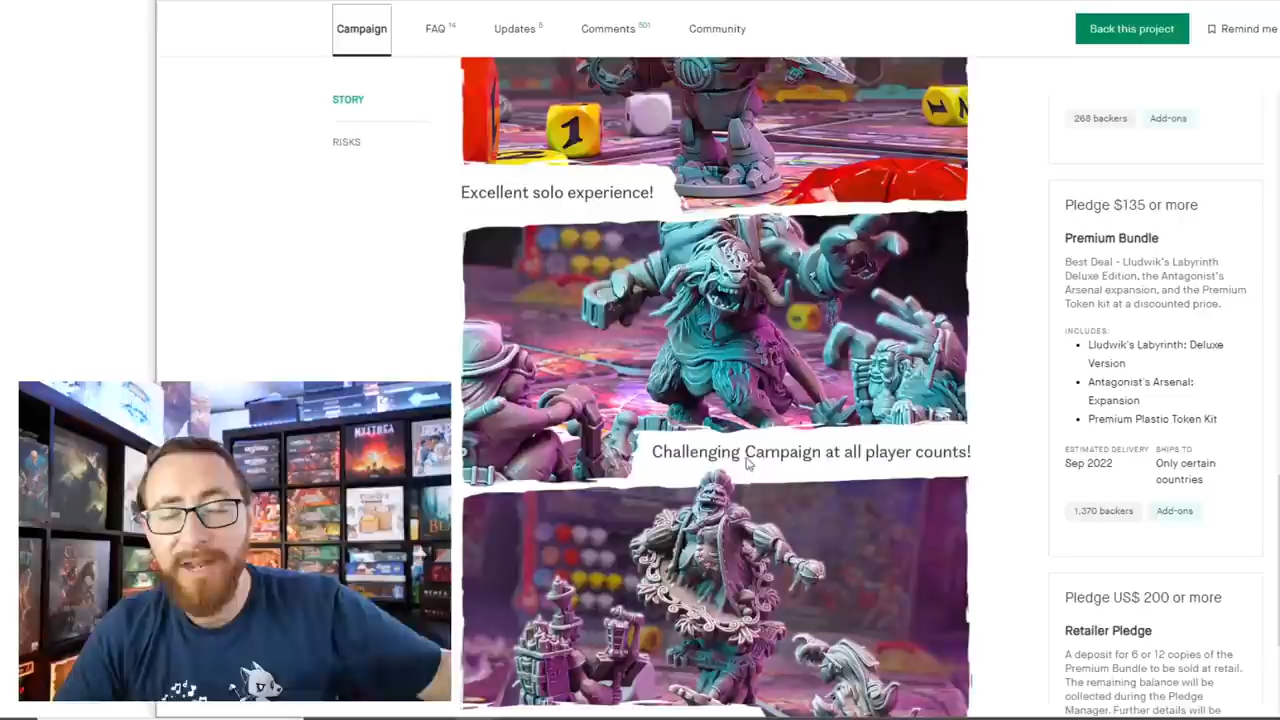 Campaign
FAQ 14
Updates 5
Comments 501
Community
Back this project
Remind me
STORY
RISKS
1
Excellent solo experience!
Challenging Campaign at all player counts!
268 backers
Add-ons
Pledge $135 or more
Premium Bundle
Best Deal - Lludwik's Labyrinth
Deluxe Edition, the Antagonist's
Arsenal expansion, and the Premium
Token kit at a discounted price.
INCLUDES:
Lludwik's Labyrinth: Deluxe
Version
Antagonist's Arsenal:
Expansion
Premium Plastic Token Kit
ESTIMATED DELIVERY
SHIPS TO
Sep 2022
Only certain
countries
1,370 backers
Add-ons
Pledge US$ 200 or more
Retailer Pledge
A deposit for 6 or 12 copies of the
Premium Bundle to be sold at retail.
The remaining balance will be
collected during the Pledge
Manager. Further details will be